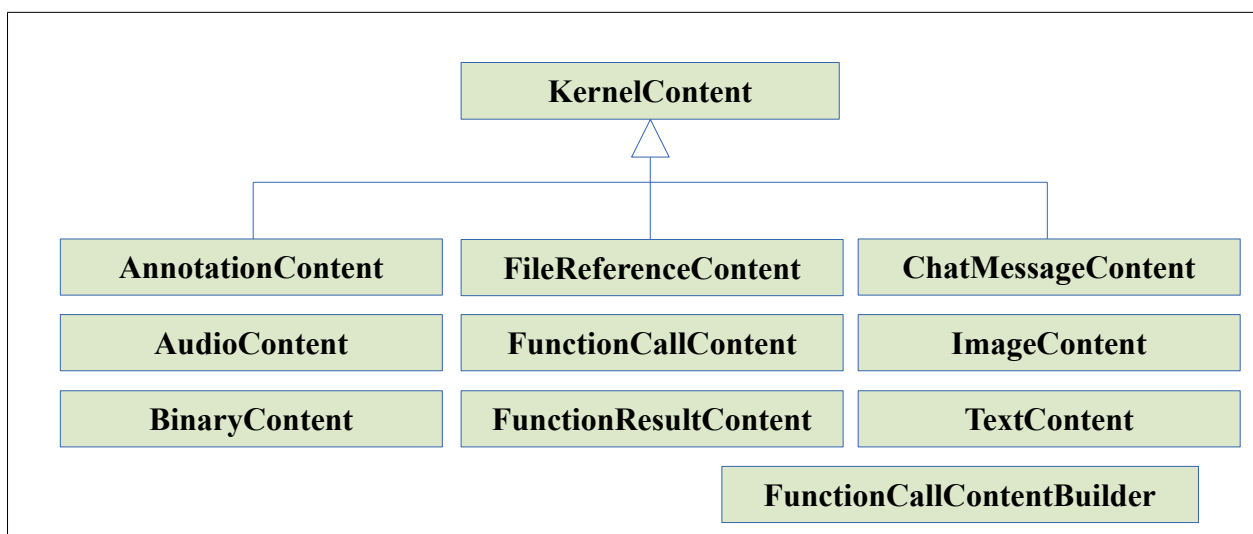 KernelContent
AnnotationContent
FileReferenceContent
ChatMessageContent
AudioContent
FunctionCallContent
ImageContent
BinaryContent
FunctionResultContent
TextContent
FunctionCallContentBuilder